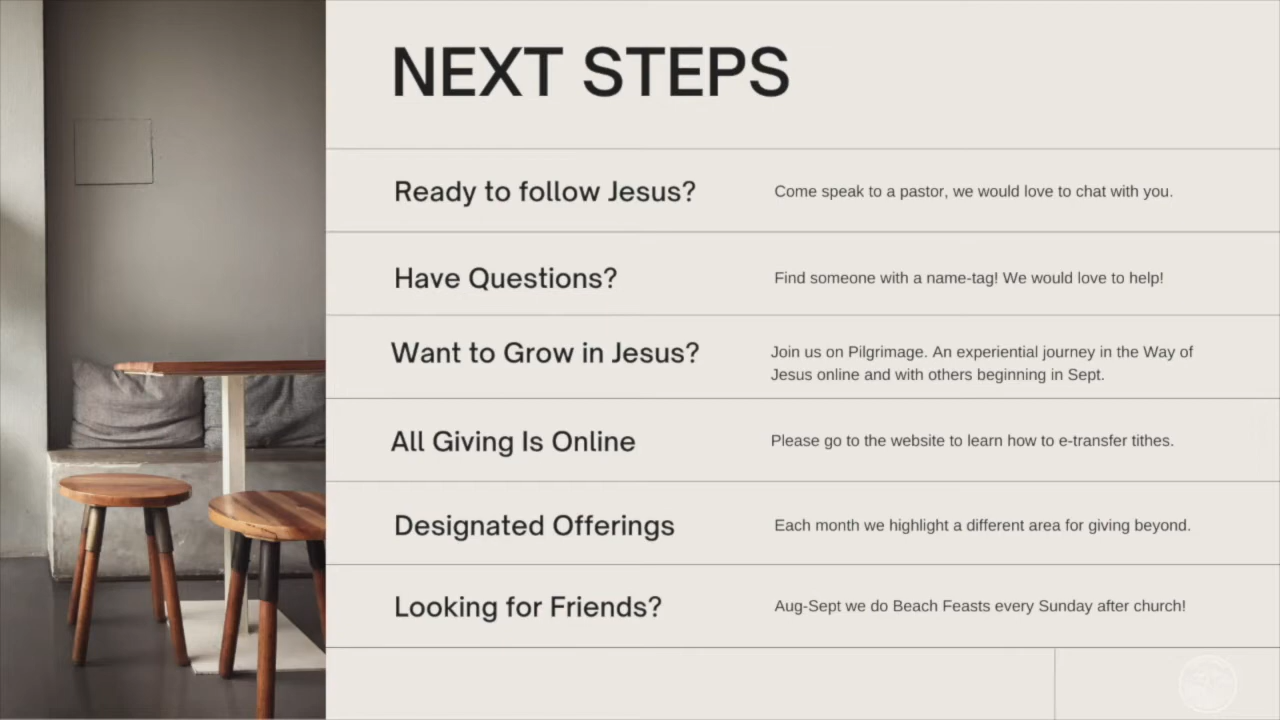 NEXT STEPS
Ready to follow Jesus?
Come speak to a pastor, we would love to chat with you.
Have Questions?
Find someone with a name-tag! We would love to help!
Want to Grow in Jesus?
Join us on Pilgrimage. An experiential journey in the Way of
Jesus online and with others beginning in Sept.
All Giving Is Online
Please go to the website to learn how to e-transfer tithes.
Designated Offerings
Each month we highlight a different area for giving beyond.
Looking for Friends?
Aug-Sept we do Beach Feasts every Sunday after church!